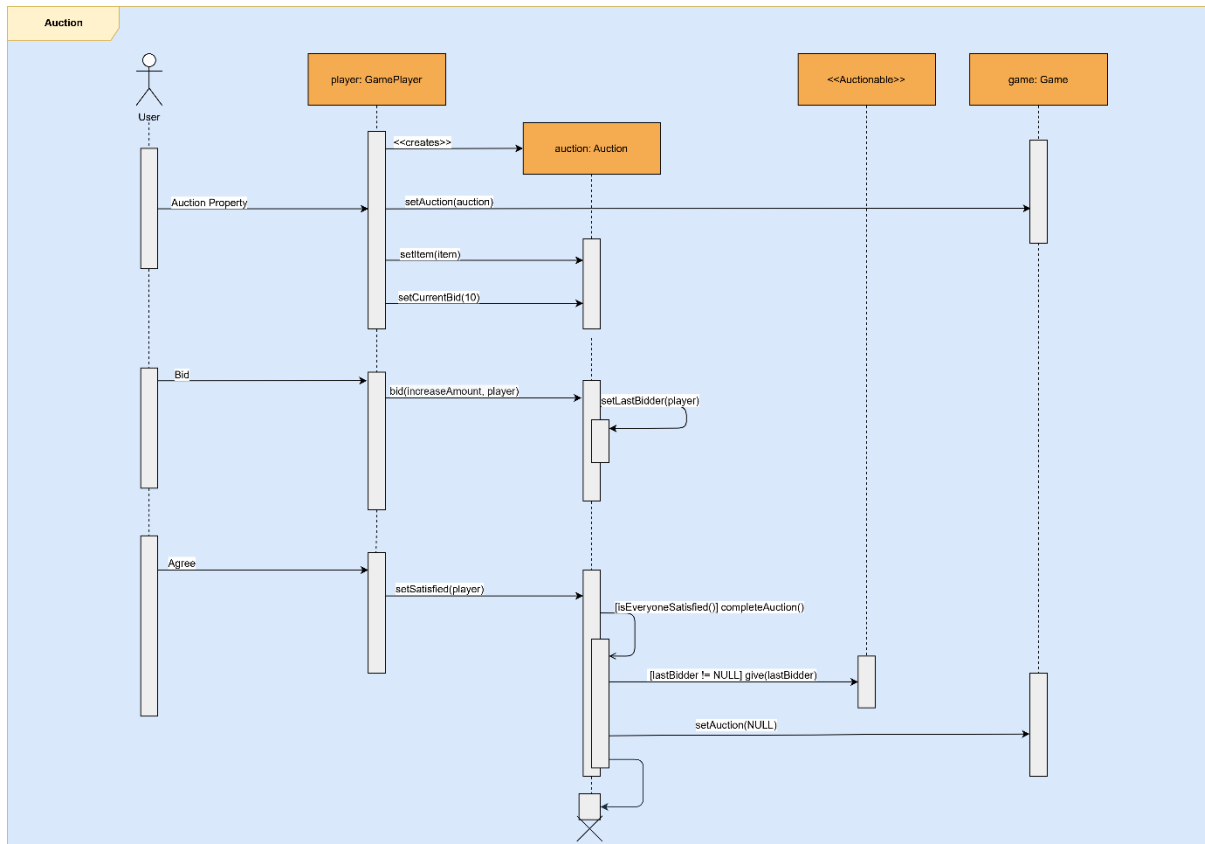 Auction
User
player: GamePlayer
<<Auctionable>>
game: Game
<<creates>>
auction: Auction
Auction Property
setAuction(auction)
setItem(item)
setCurrentBid(10)
Bid
bid(increaseAmount, player)
setLastBidder(player)
Agree
setSatisfied(player)
[isEveryoneSatisfied()] completeAuction()
[lastBidder != NULL] give(lastBidder)
setAuction(NULL)